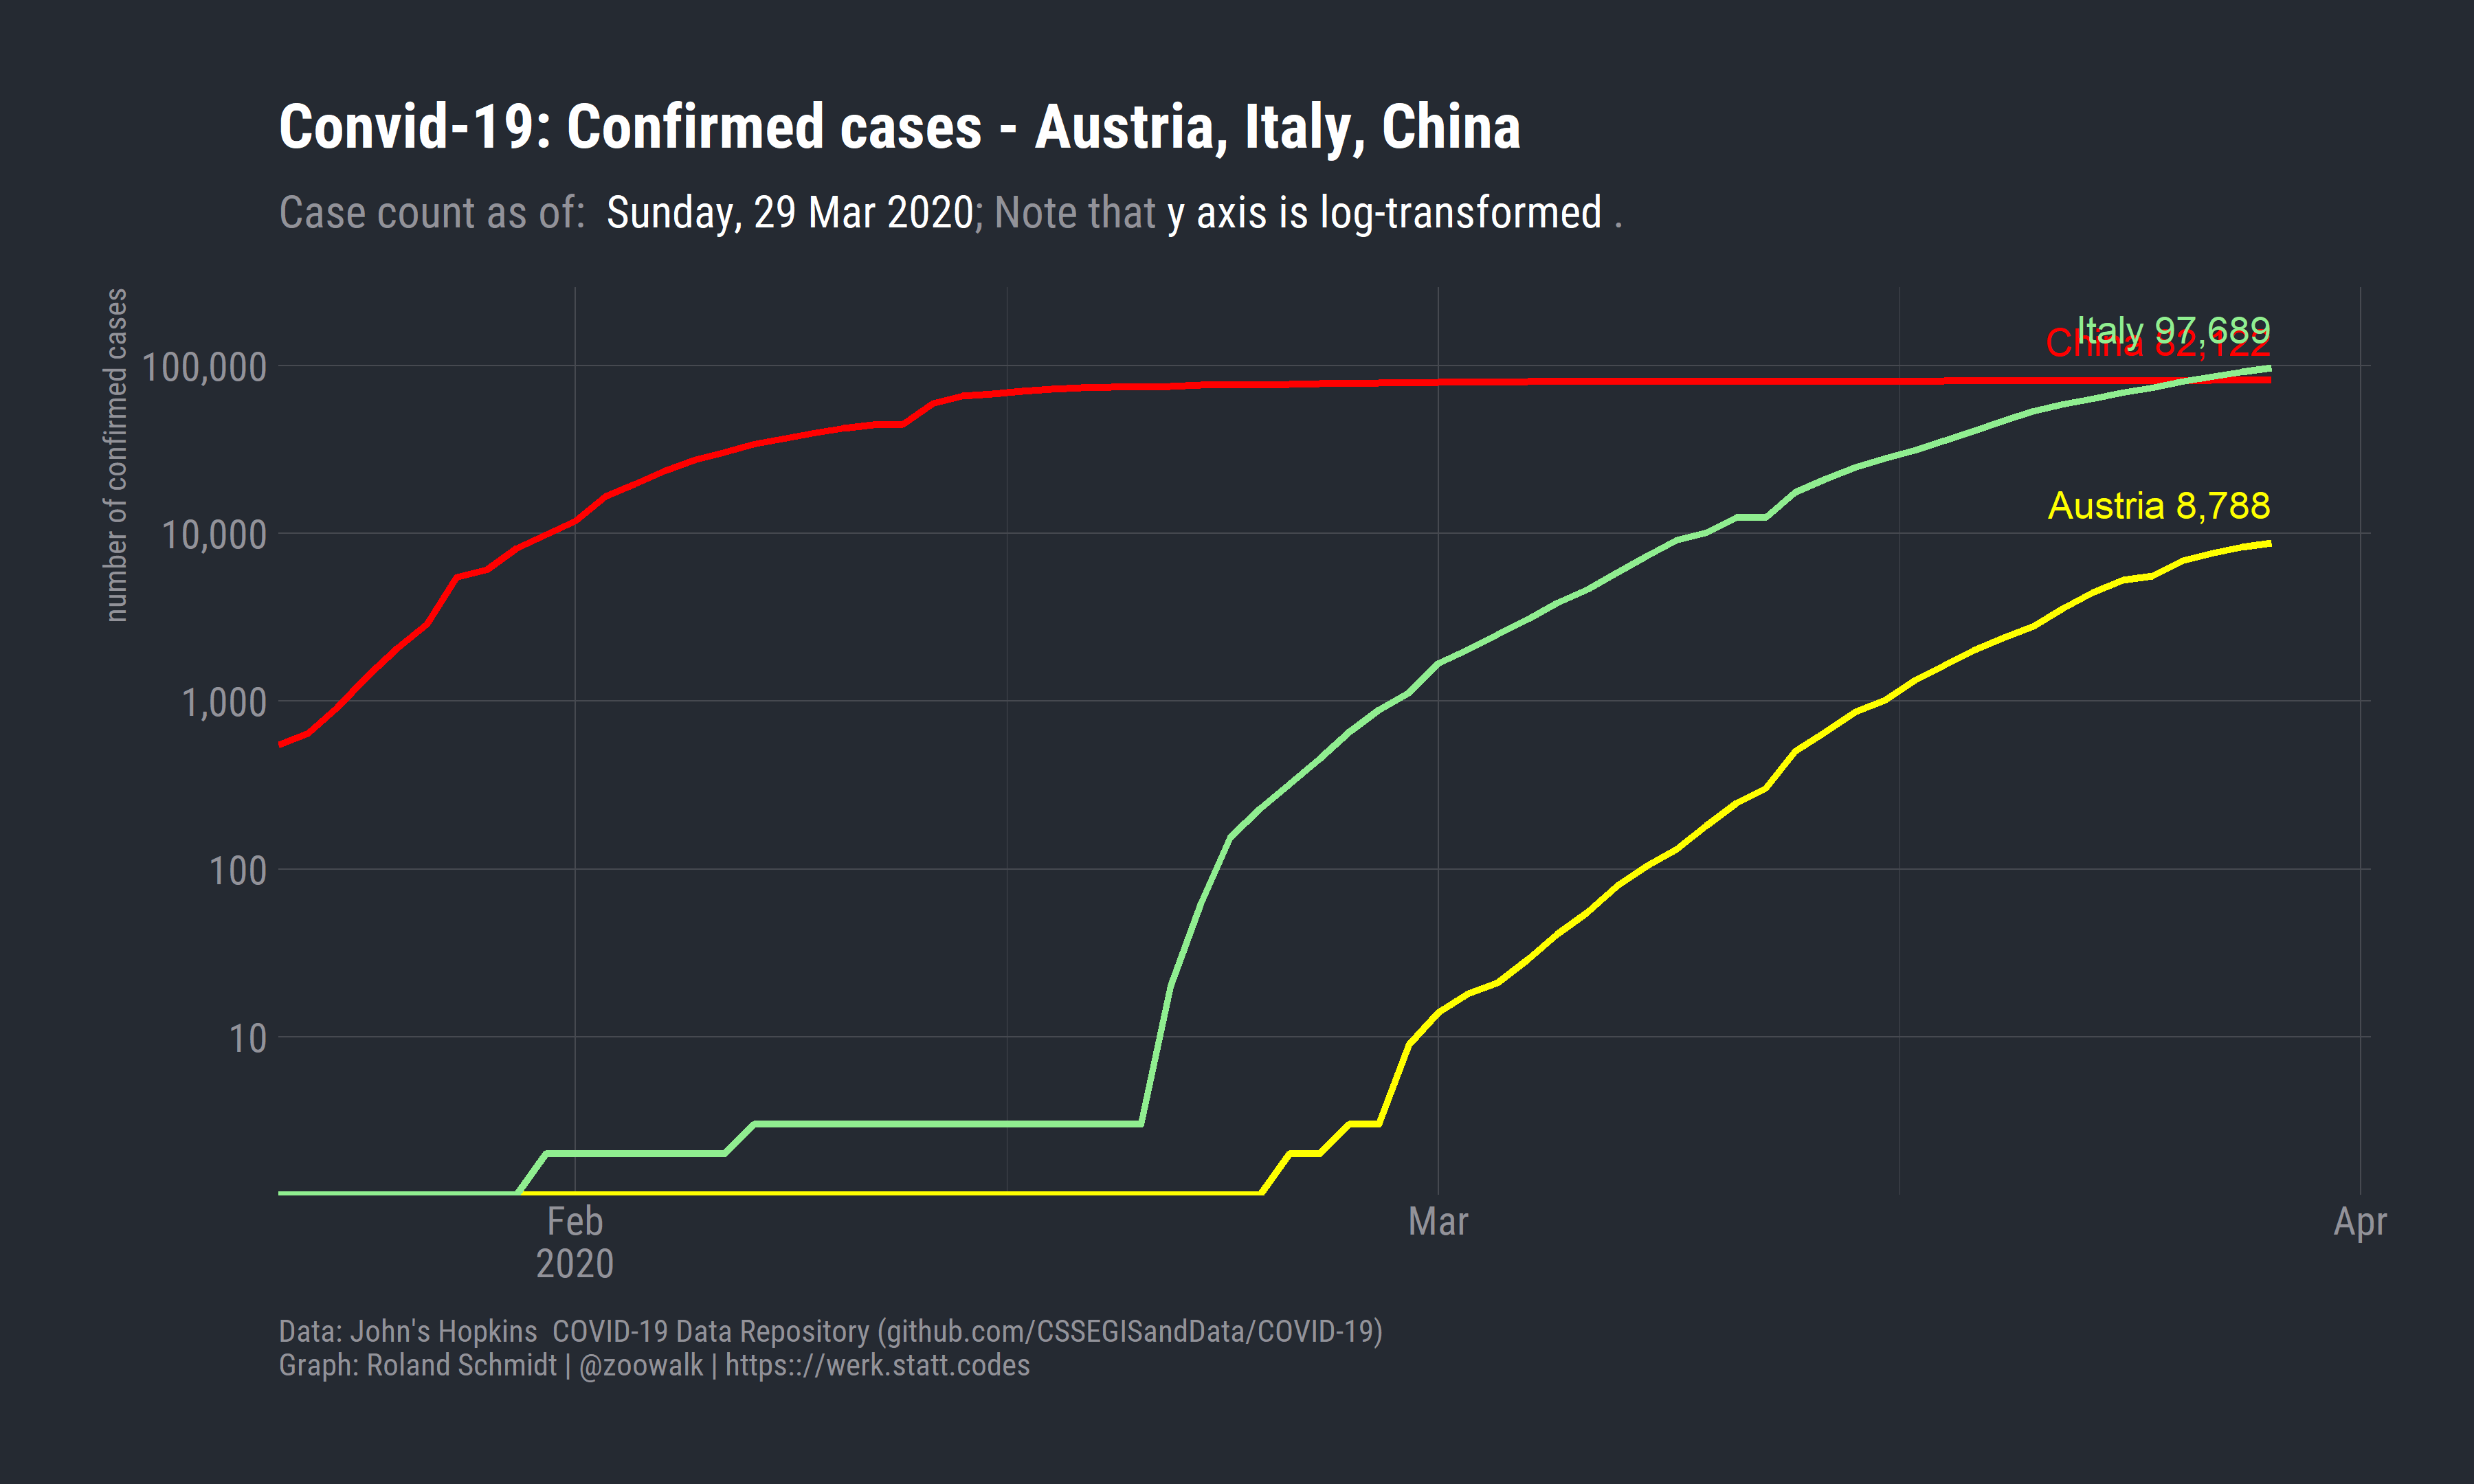 Convid-19: Confirmed cases - Austria, Italy, China
Case count as of: Sunday, 29 Mar 2020; Note that y axis is log-transformed .
number of confirmed cases
100,000
10,000
1,000
100
10
Italy 97,689
China 82,122
Austria 8,788
Feb
2020
Mar
Apr
Data: John's Hopkins COVID-19 Data Repository (github.com/CSSEGISandData/COVID-19)
Graph: Roland Schmidt | @zoowalk | https:://werk.statt.codes